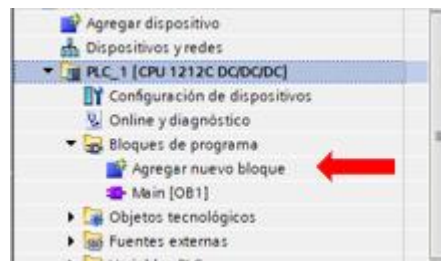 Agregar dispositivo
Dispositivos y redes
PLC_1 [CPU 1212C DC/DC/DC]
Configuración de dispositivos
Online y diagnóstico
Bloques de programa
Agregar nuevo bloque
Main [OB1]
Objetos tecnológicos
Fuentes externas